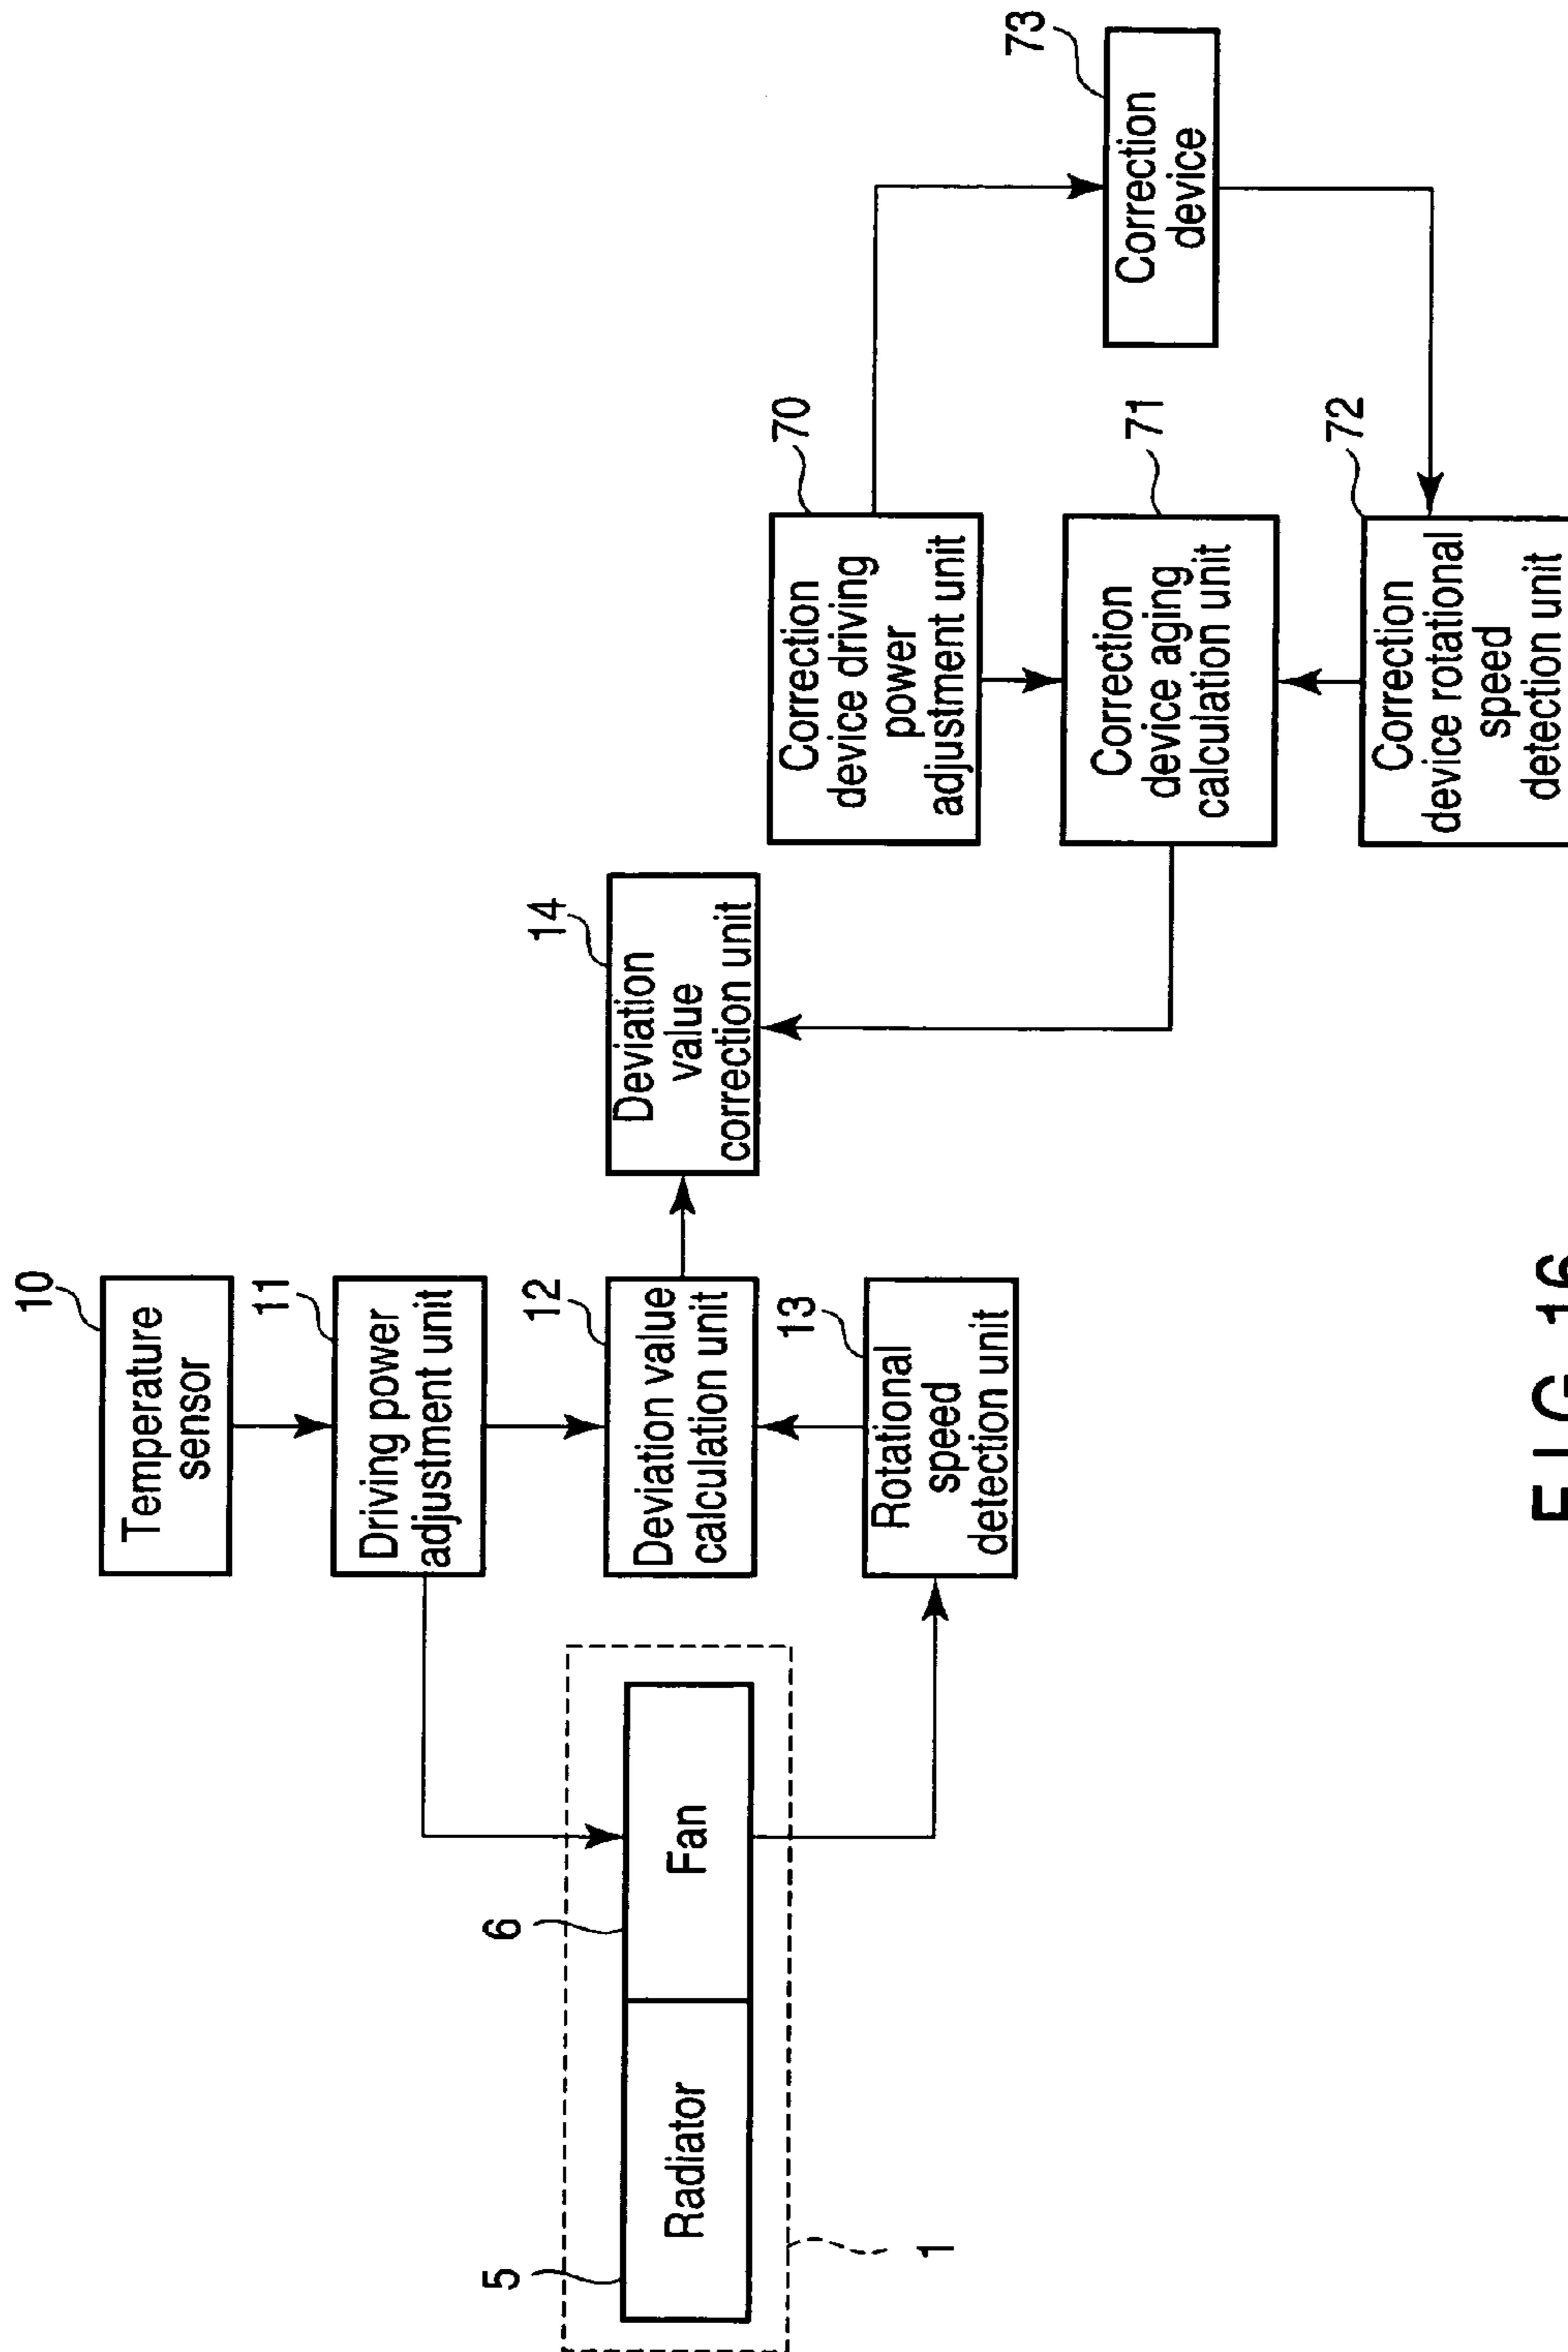 10
Temperature
sensor
11
Driving power
adjustment unit
12
Deviation value
calculation unit
13
Rotational
speed
detection unit
14
Deviation
value
correction unit
5
Radiator
6
Fan
1
70
Correction
device driving
power
adjustment unit
71
Correction
device aging
calculation unit
72
Correction
device rotational
speed
detection unit
73
Correction
device
FIG. 16